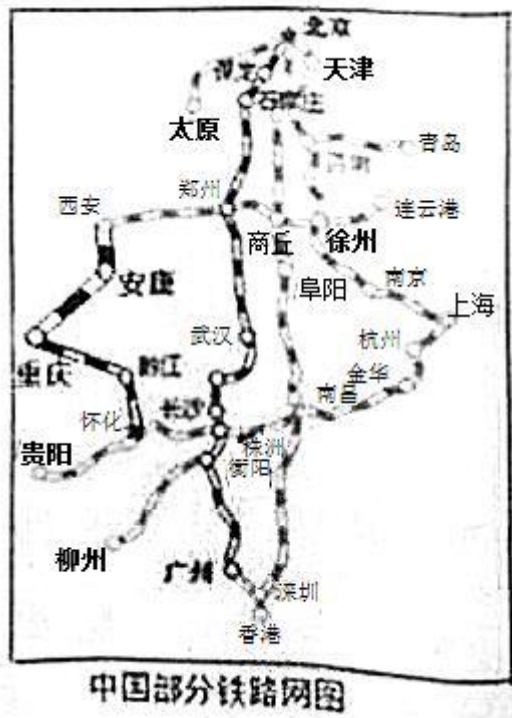 北京
天津
石家庄
太原
青岛
郑州
连云港
西安
商丘
徐州
安康
阜阳
南京
上海
武汉
杭州
重庆
黔江
金华
长沙
南昌
怀化
株洲
贵阳
衡阳
柳州
广州
深圳
香港
中国部分铁路网图